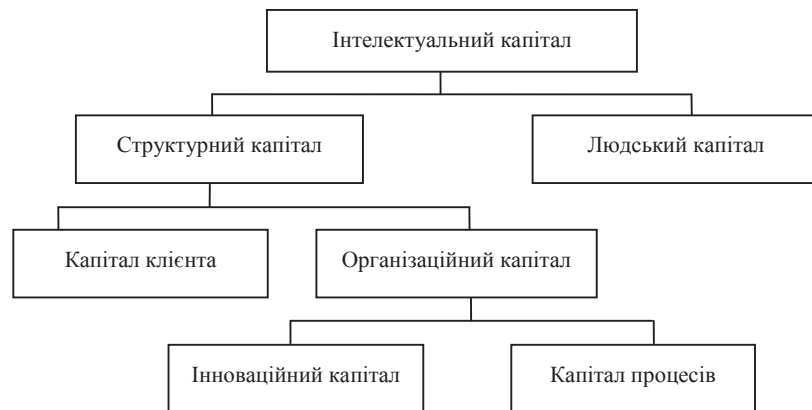 Інтелектуальний капітал
Структурний капітал
Людський капітал
Капітал клієнта
Організаційний капітал
Інноваційний капітал
Капітал процесів